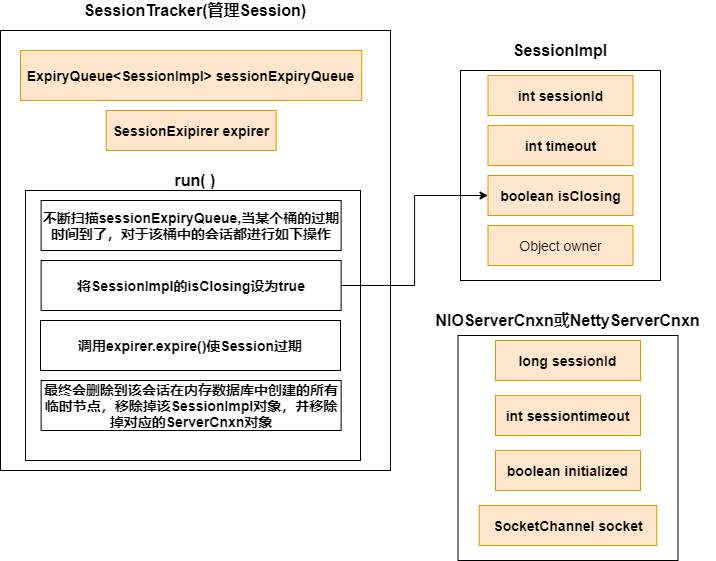 SessionTracker(管理Session)
ExpiryQueue<SessionImpl> sessionExpiryQueue
SessionExipirer expirer
run( )
不断扫描sessionExpiryQueue,当某个桶的过期
时间到了，对于该桶中的会话都进行如下操作
将SessionImpl的isClosing设为true
调用expirer.expire()使Session过期
最终会删除到该会话在内存数据库中创建的所有
临时节点，移除掉该SessionImpl对象，并移除
掉对应的ServerCnxn对象
SessionImpl
int sessionId
int timeout
boolean isClosing
Object owner
NIOServerCnxn或NettyServerCnxn
long sessionId
int sessiontimeout
boolean initialized
SocketChannel socket